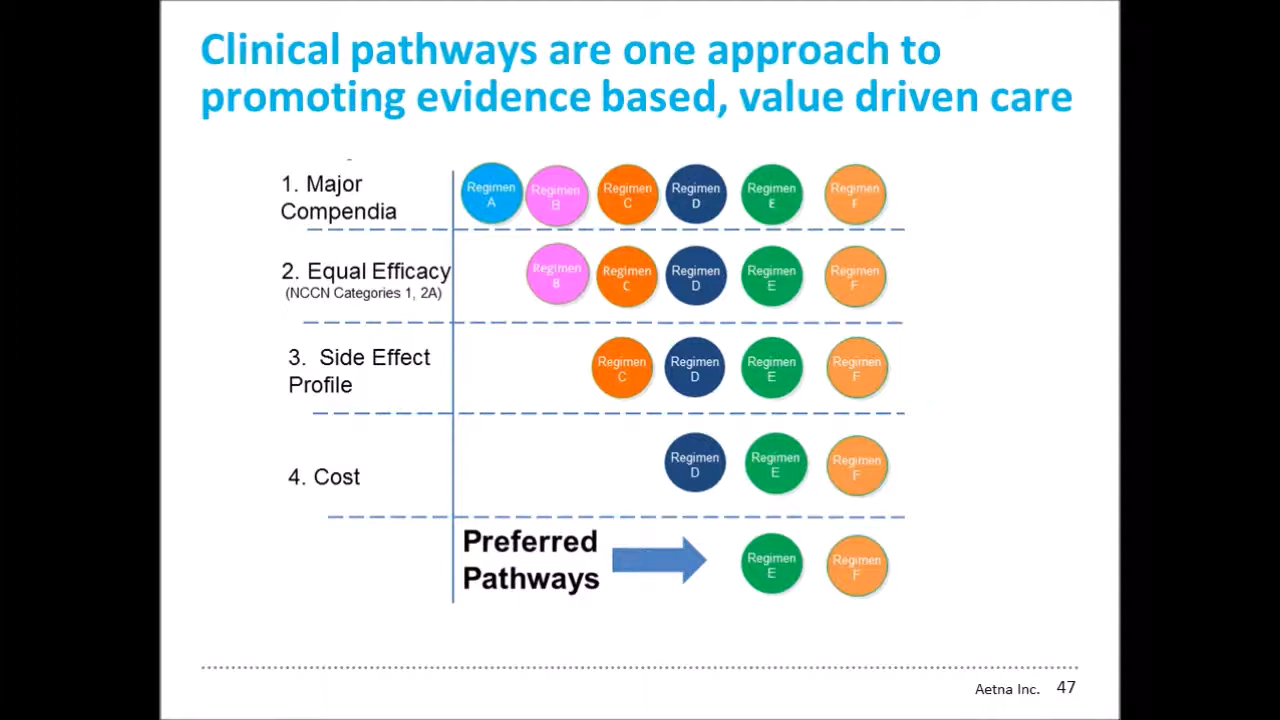 Clinical pathways are one approach to
promoting evidence based, value driven care
1. Major
Compendia
Regimen
A
Regimen
B
Regimen
C
Regimen
D
Regimen
E
Regimen
F
2. Equal Efficacy
(NCCN Categories 1, 2A)
Regimen
B
Regimen
C
Regimen
D
Regimen
E
Regimen
F
3. Side Effect
Profile
Regimen
C
Regimen
D
Regimen
E
Regimen
F
4. Cost
Regimen
D
Regimen
E
Regimen
F
Preferred
Pathways
Regimen
E
Regimen
F
Aetna Inc. 47